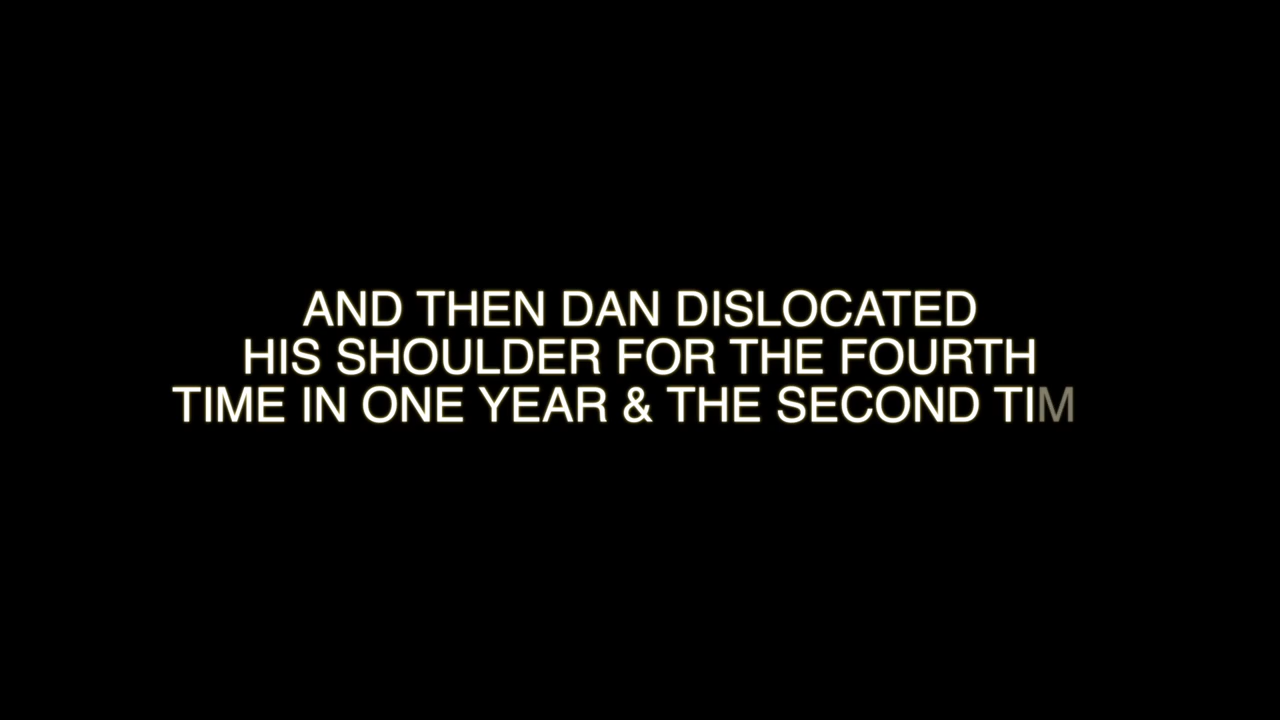 AND THEN DAN DISLOCATED
HIS SHOULDER FOR THE FOURTH
TIME IN ONE YEAR & THE SECOND TIM